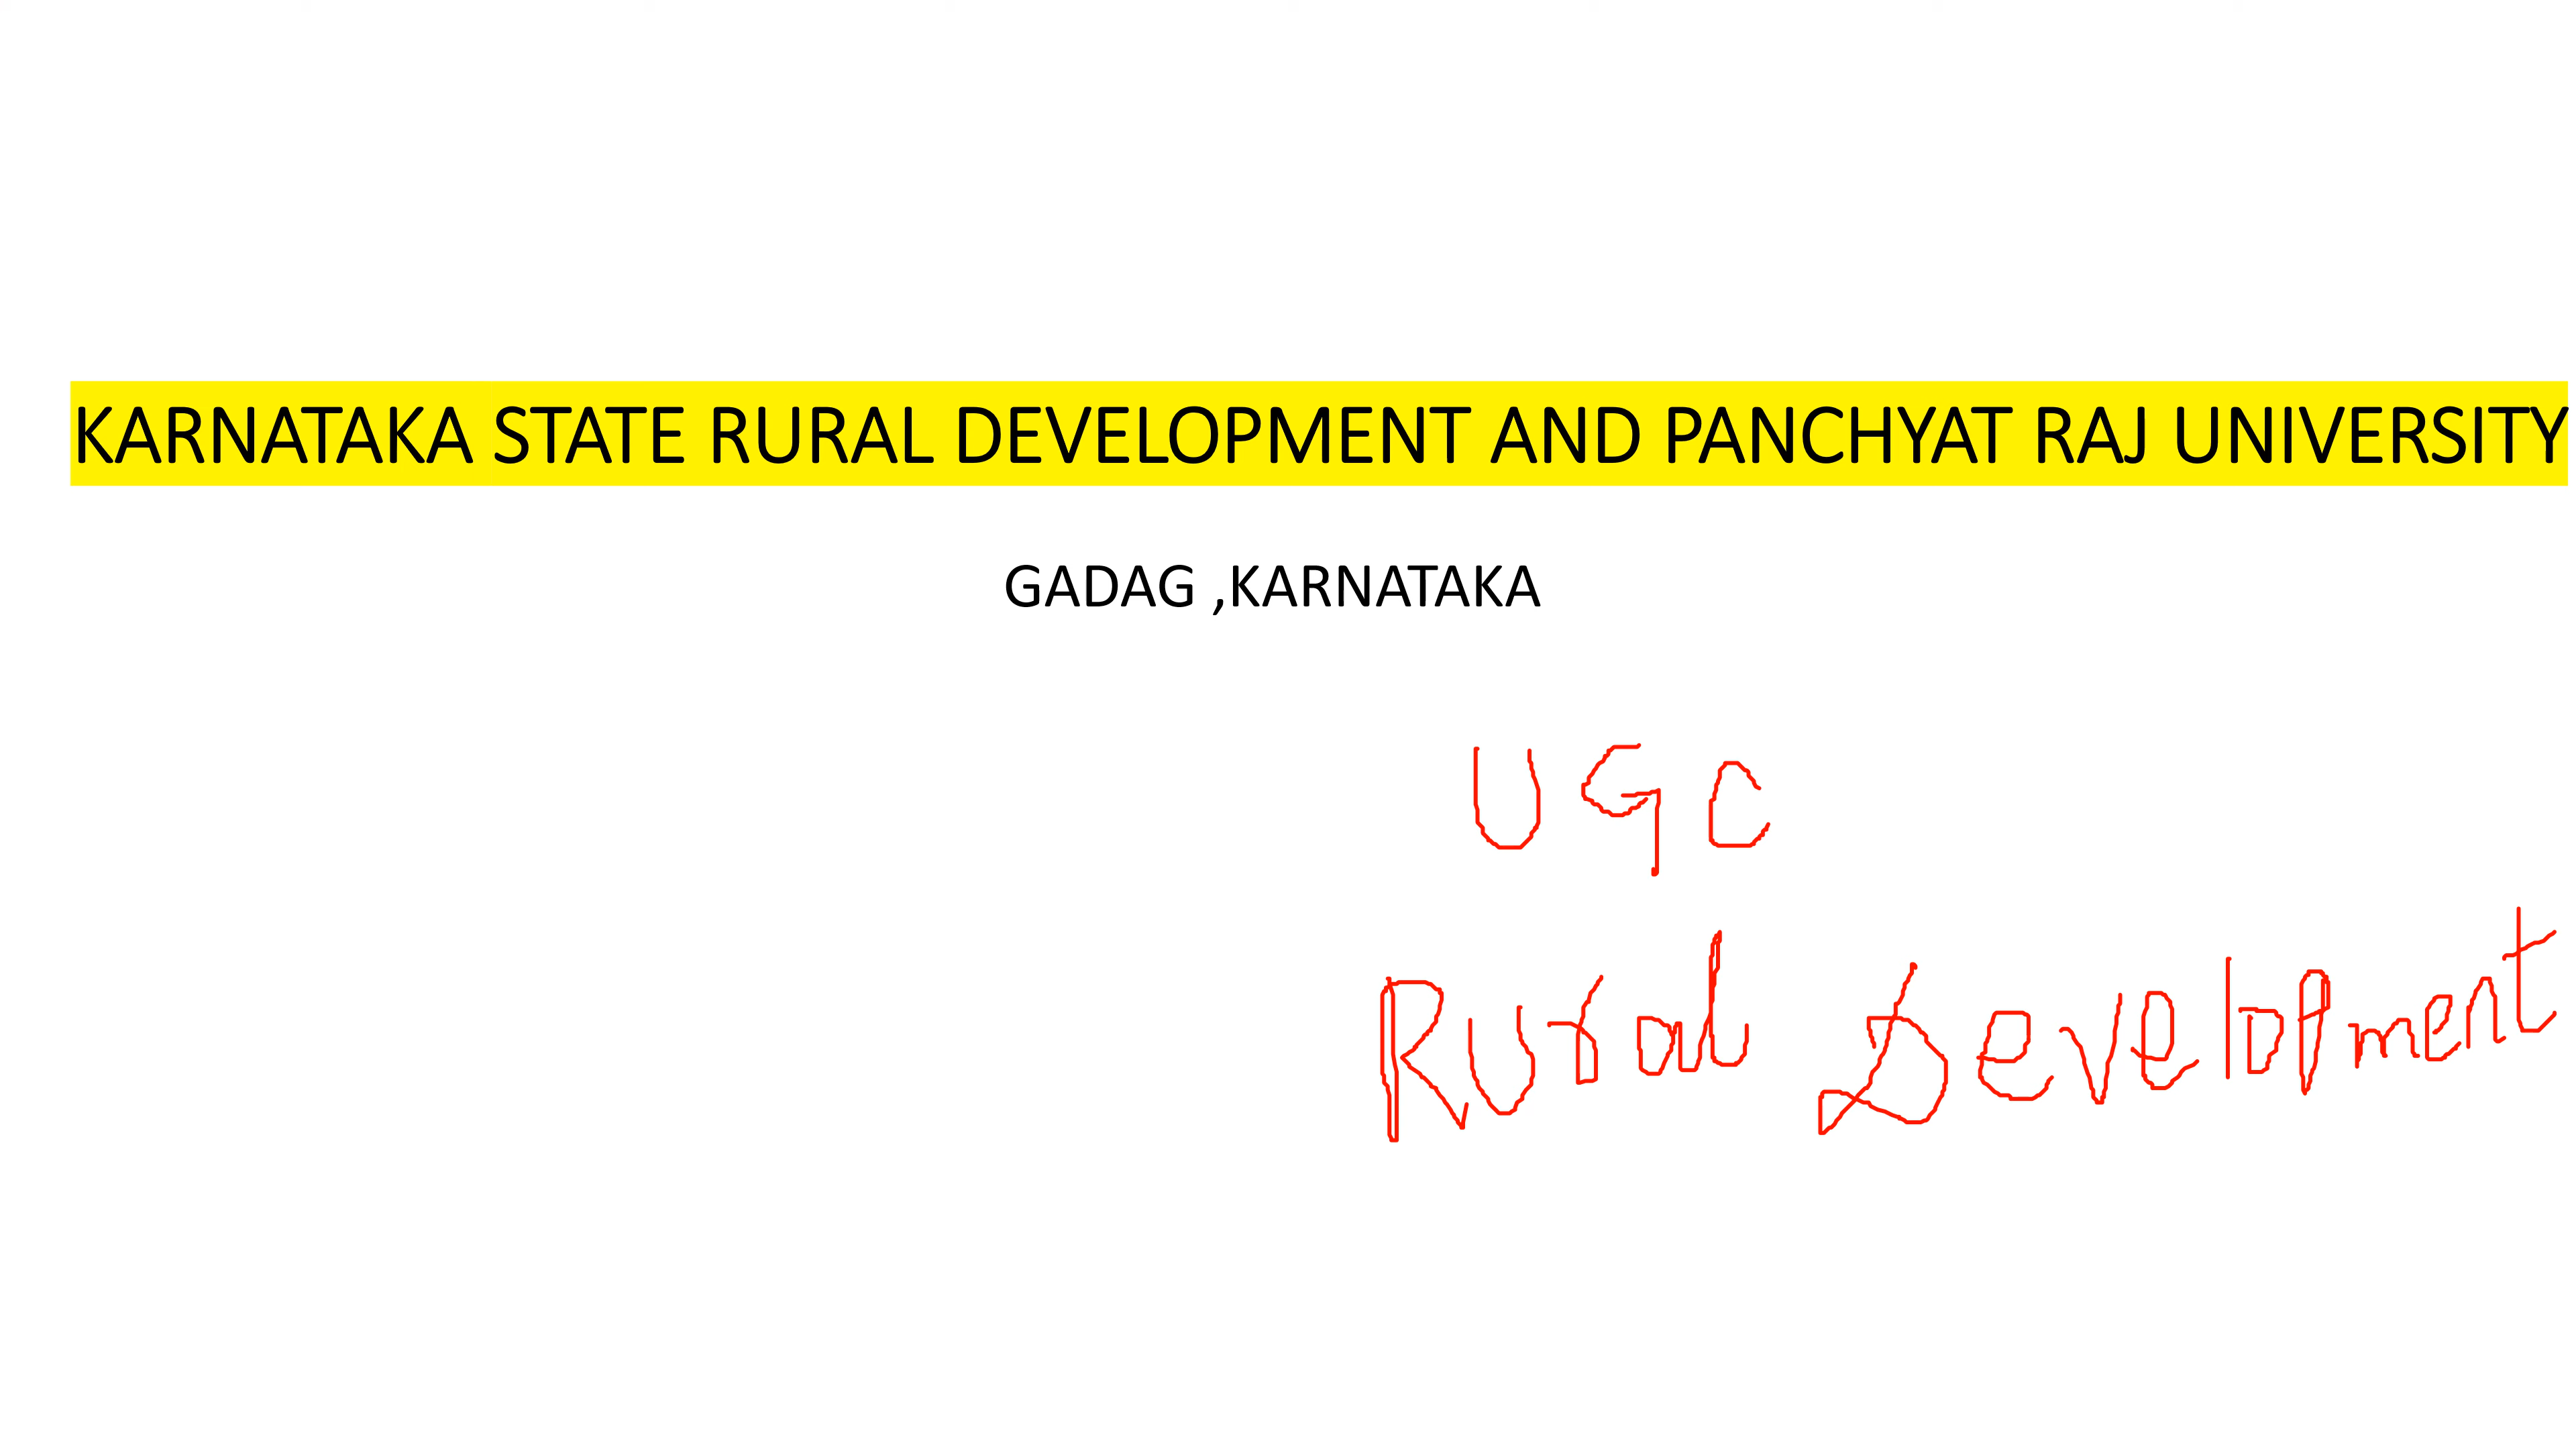 KARNATAKA STATE RURAL DEVELOPMENT AND PANCHYAT RAJ UNIVERSITY
GADAG ,KARNATAKA
UGC
Rural Development